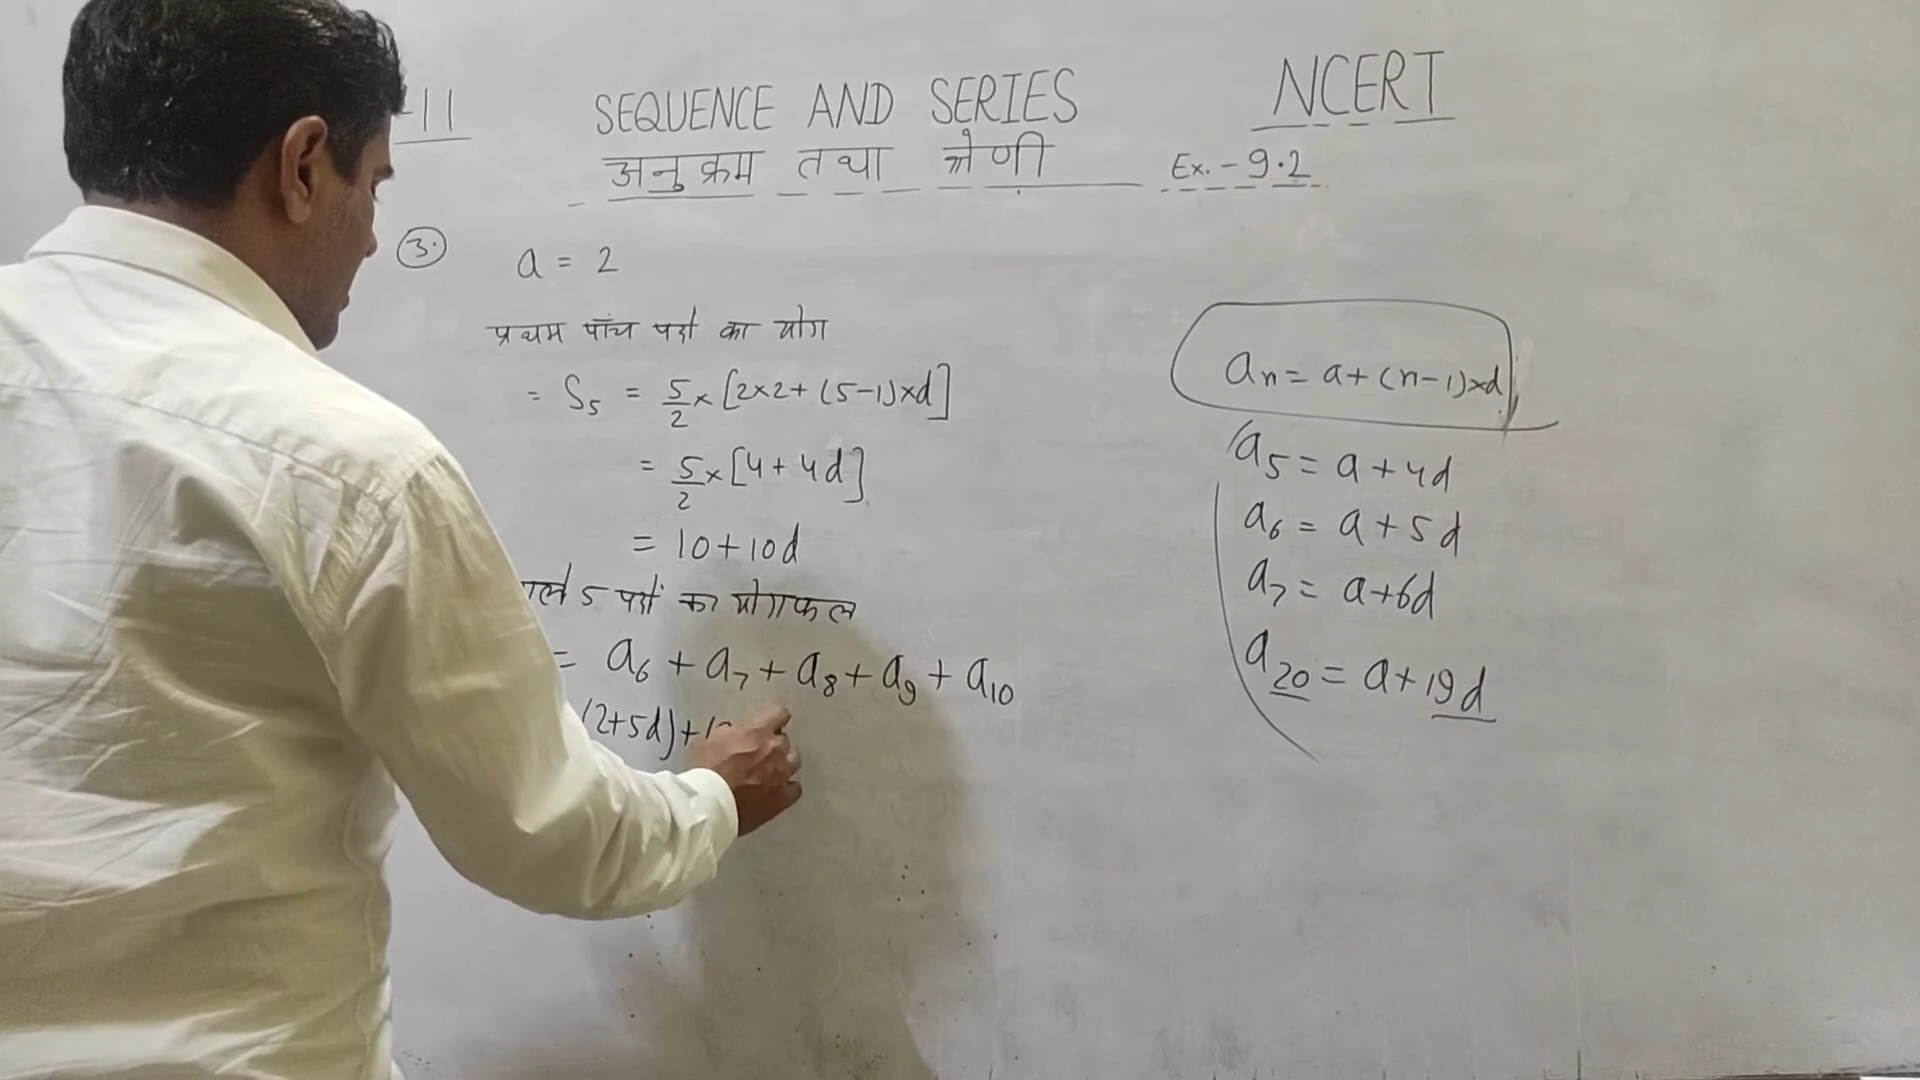 -11
SEQUENCE AND SERIES
NCERT
अनुक्रम तथा श्रेणी
Ex. - 9.2
3.
a = 2
प्रथम पाँच पदों का योग
= S₅ = 5/2 × [2×2 + (5-1)×d]
= 5/2 × [4 + 4d]
= 10 + 10d
5 पदों का योगफल
= a₆ + a₇ + a₈ + a₉ + a₁₀
(2+5d) + (2
aₙ = a + (n-1)×d
a₅ = a + 4d
a₆ = a + 5d
a₇ = a + 6d
a₂₀ = a + 19d